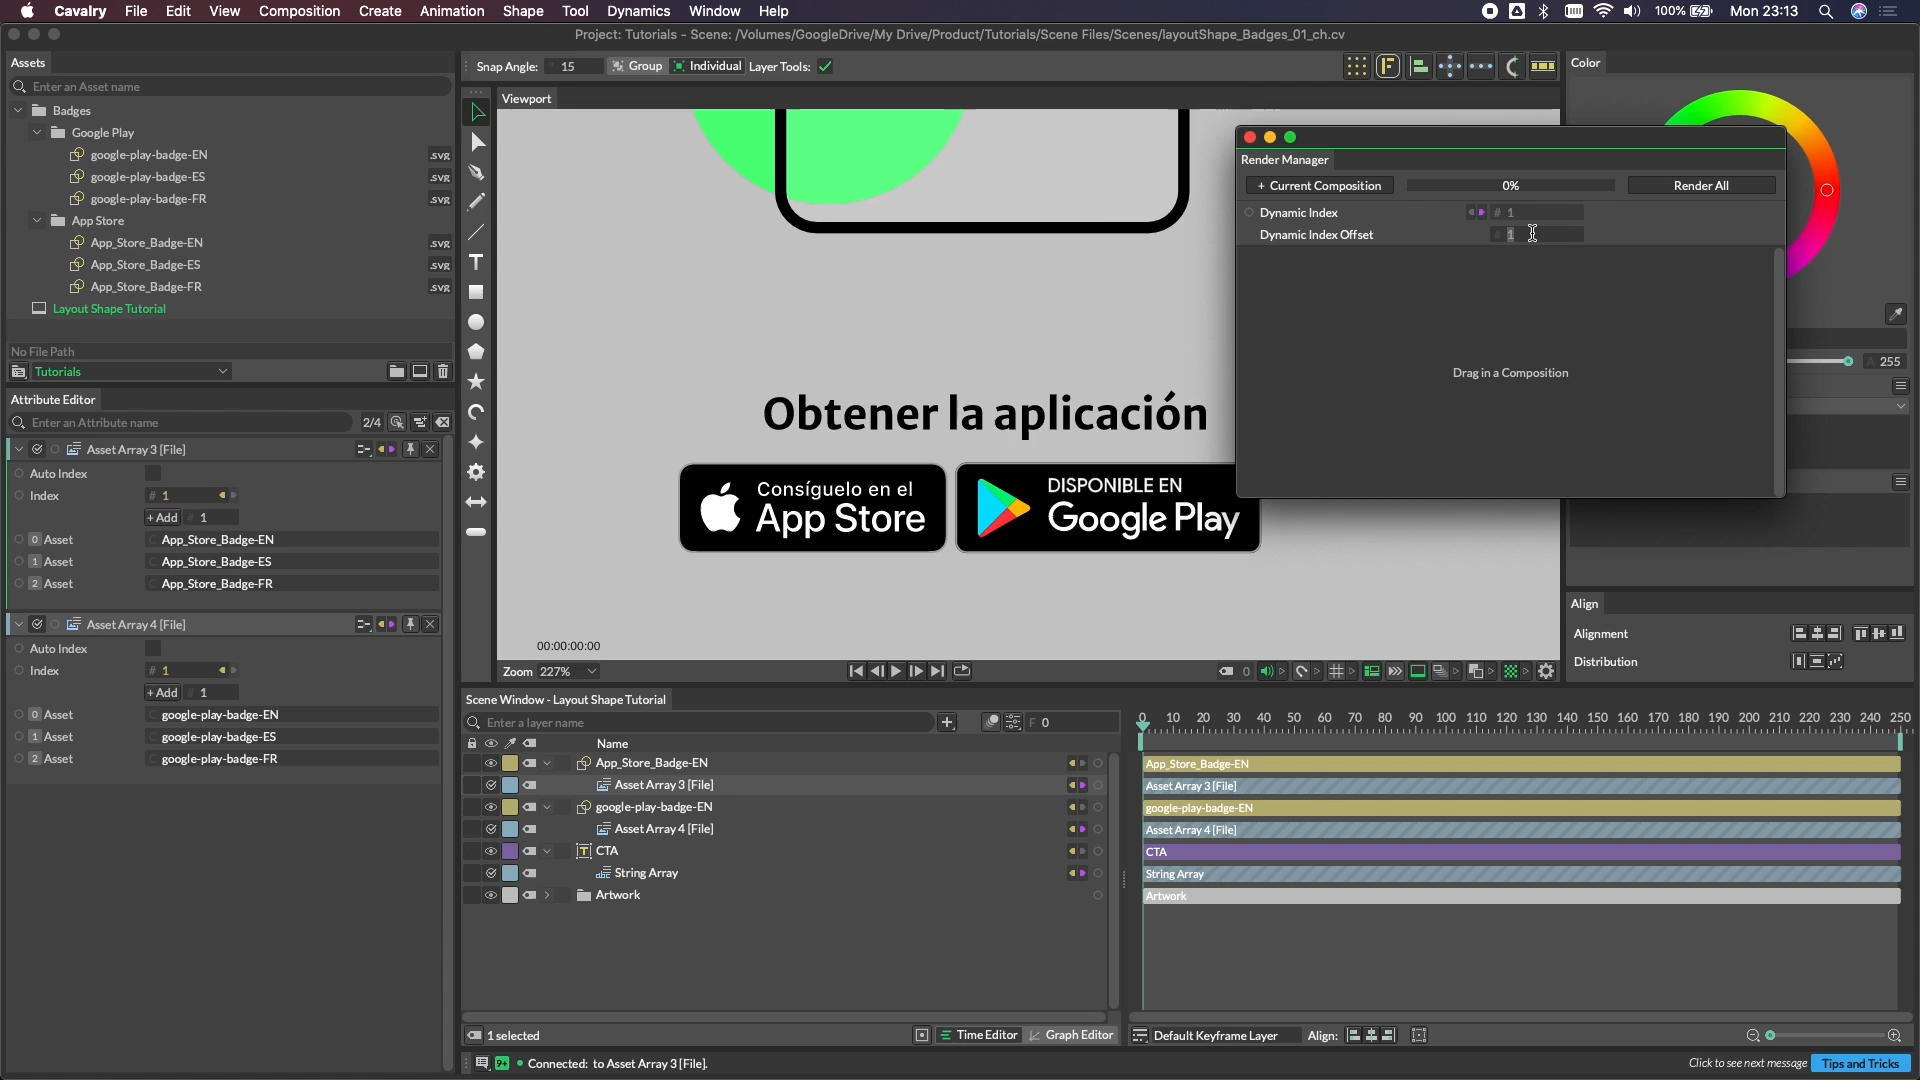 Cavalry File Edit View Composition Create Animation Shape Tool Dynamics Window Help 100% Mon 23:13
Project: Tutorials - Scene: /Volumes/GoogleDrive/My Drive/Product/Tutorials/Scene Files/Scenes/layoutShape_Badges_01_ch.cv
Assets
Enter an Asset name
Badges
Google Play
google-play-badge-EN .svg
google-play-badge-ES .svg
google-play-badge-FR .svg
App Store
App_Store_Badge-EN .svg
App_Store_Badge-ES .svg
App_Store_Badge-FR .svg
Layout Shape Tutorial
No File Path
Tutorials
Attribute Editor
Enter an Attribute name 2/4
Asset Array 3 [File]
Auto Index
Index # 1
+ Add # 1
0 Asset App_Store_Badge-EN
1 Asset App_Store_Badge-ES
2 Asset App_Store_Badge-FR
Asset Array 4 [File]
Auto Index
Index # 1
+ Add # 1
0 Asset google-play-badge-EN
1 Asset google-play-badge-ES
2 Asset google-play-badge-FR
Snap Angle: 15 Group Individual Layer Tools:
Viewport
Obtener la aplicación
Consíguelo en el
App Store
DISPONIBLE EN
Google Play
00:00:00:00
Zoom 227% 0
Render Manager
+ Current Composition 0% Render All
Dynamic Index # 1
Dynamic Index Offset # 1
Drag in a Composition
Color
A 255
Align
Alignment
Distribution
Scene Window - Layout Shape Tutorial
Enter a layer name F 0
Name
App_Store_Badge-EN
Asset Array 3 [File]
google-play-badge-EN
Asset Array 4 [File]
CTA
String Array
Artwork
0 10 20 30 40 50 60 70 80 90 100 110 120 130 140 150 160 170 180 190 200 210 220 230 240 250
App_Store_Badge-EN
Asset Array 3 [File]
google-play-badge-EN
Asset Array 4 [File]
CTA
String Array
Artwork
1 selected Time Editor Graph Editor
Default Keyframe Layer Align:
9+ Connected: to Asset Array 3 [File].
Click to see next message Tips and Tricks